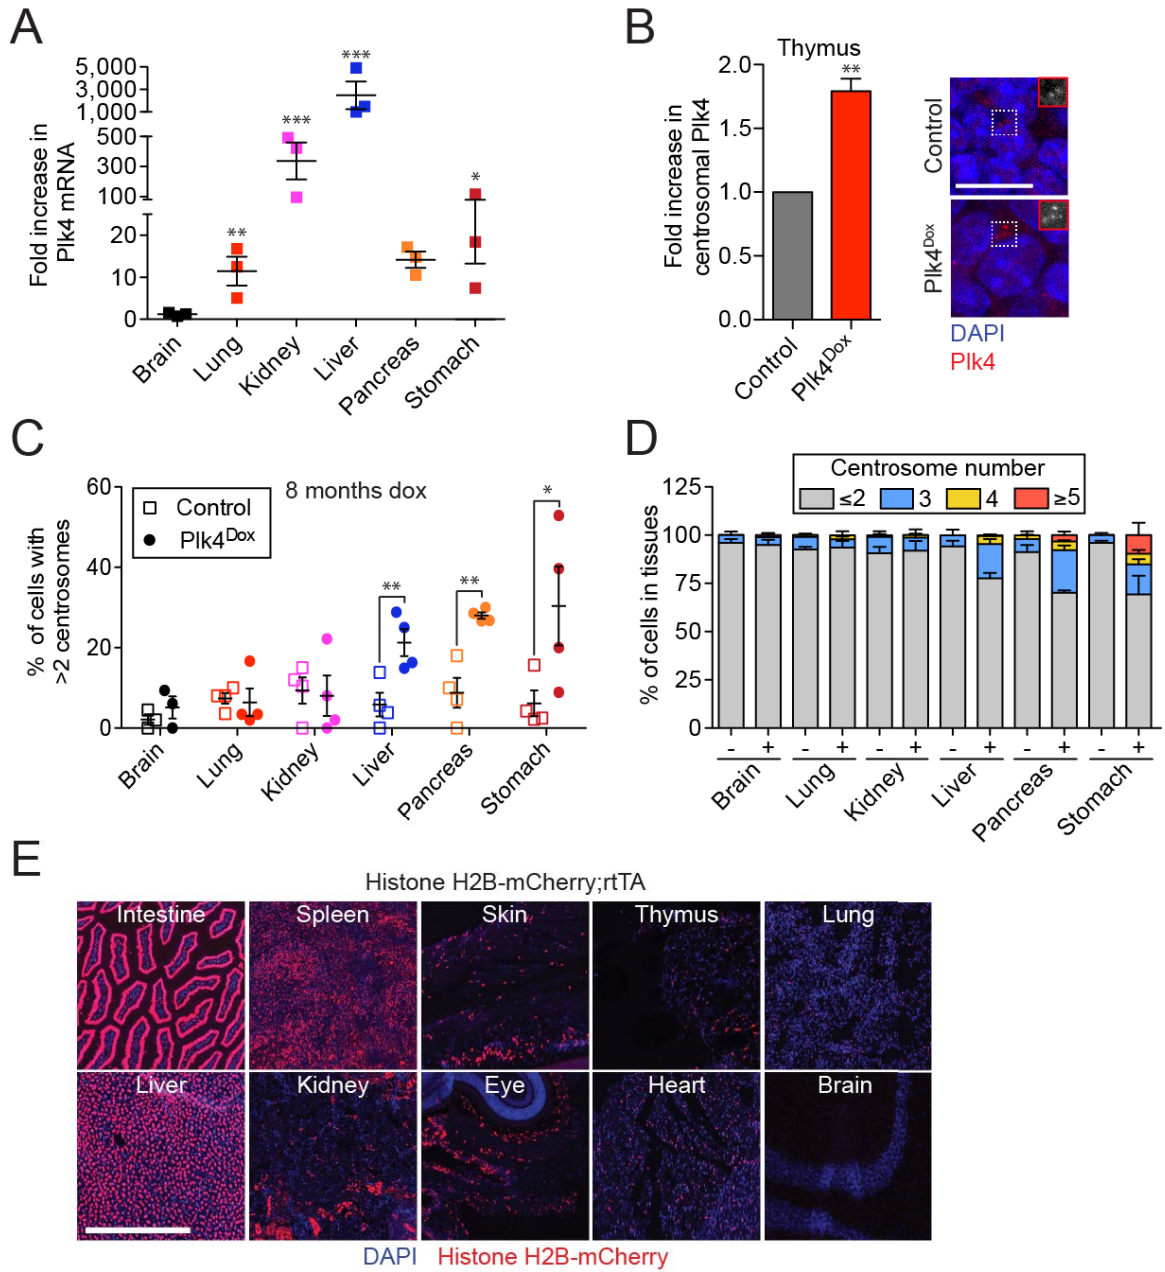 A
Fold increase in
Plk4 mRNA
5,000
3,000
1,000
500
300
100
20
10
0
**
***
***
*
Brain
Lung
Kidney
Liver
Pancreas
Stomach
B
Thymus
Fold increase in
centrosomal Plk4
2.0
1.5
1.0
0.5
0.0
**
Control
Plk4Dox
Control
Plk4Dox
DAPI
Plk4
C
% of cells with
>2 centrosomes
60
40
20
0
Control
Plk4Dox
8 months dox
**
**
*
Brain
Lung
Kidney
Liver
Pancreas
Stomach
D
Centrosome number
≤2 3 4 ≥5
% of cells in tissues
125
100
75
50
25
0
- + - + - + - + - + - +
Brain
Lung
Kidney
Liver
Pancreas
Stomach
E
Histone H2B-mCherry;rtTA
Intestine Spleen Skin Thymus Lung
Liver Kidney Eye Heart Brain
DAPI Histone H2B-mCherry